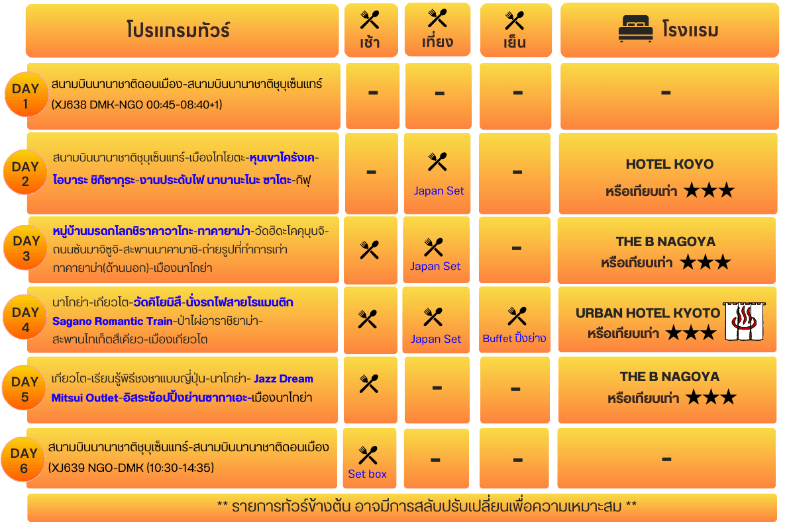 โปรแกรมทัวร์
เช้า
เที่ยง
เย็น
โรงแรม
DAY
1
สนามบินนานาชาติดอนเมือง-สนามบินนานาชาติชุบุเซ็นแทร์
(XJ638 DMK-NGO 00:45-08:40+1)
-
-
-
-
DAY
2
สนามบินนานาชาติชุบุเซ็นแทร์-เมืองโทโยตะ-หุบเขาโครังเค-
โอบาระ ชิกิซากุระ-งานประดับไฟ นาบานะโนะ ซาโตะ-กิฟุ
-
Japan Set
-
HOTEL KOYO
หรือเทียบเท่า ★★★
DAY
3
หมู่บ้านมรดกโลกชิราคาวาโกะ-ทาคายาม่า-วัดฮิดะโคคุบุนจิ-
ถนนซันมาจิซูจิ-สะพานนาคาบาชิ-ถ่ายรูปที่ทำการเก่า
ทาคายาม่า(ด้านนอก)-เมืองนาโกย่า
Japan Set
-
THE B NAGOYA
หรือเทียบเท่า ★★★
DAY
4
นาโกย่า-เกียวโต-วัดคิโยมิสึ-นั่งรถไฟสายโรแมนติก
Sagano Romantic Train-ป่าไผ่อาราชิยาม่า-
สะพานโทเก็ตสึเคียว-เมืองเกียวโต
Japan Set
Buffet ปิ้งย่าง
URBAN HOTEL KYOTO
หรือเทียบเท่า ★★★
DAY
5
เกียวโต-เรียนรู้พิธีชงชาแบบญี่ปุ่น-นาโกย่า- Jazz Dream
Mitsui Outlet-อิสระช้อปปิ้งย่านซากาเอะ-เมืองนาโกย่า
-
-
THE B NAGOYA
หรือเทียบเท่า ★★★
DAY
6
สนามบินนานาชาติชุบุเซ็นแทร์-สนามบินนานาชาติดอนเมือง
(XJ639 NGO-DMK (10:30-14:35)
Set box
-
-
-
** รายการทัวร์ข้างต้น อาจมีการสลับปรับเปลี่ยนเพื่อความเหมาะสม **